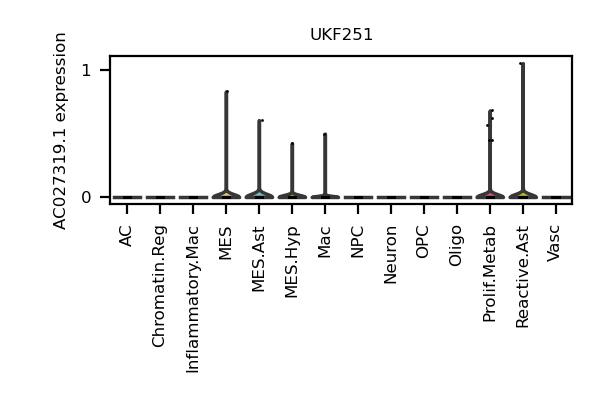 UKF251
AC027319.1 expression
1
0
AC
Chromatin.Reg
Inflammatory.Mac
MES
MES.Ast
MES.Hyp
Mac
NPC
Neuron
OPC
Oligo
Prolif.Metab
Reactive.Ast
Vasc